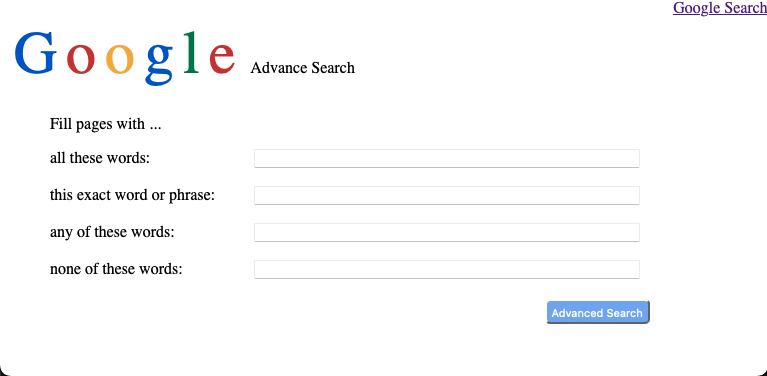 Google Search
Google Advance Search
Fill pages with ...
all these words:
this exact word or phrase:
any of these words:
none of these words:
Advanced Search